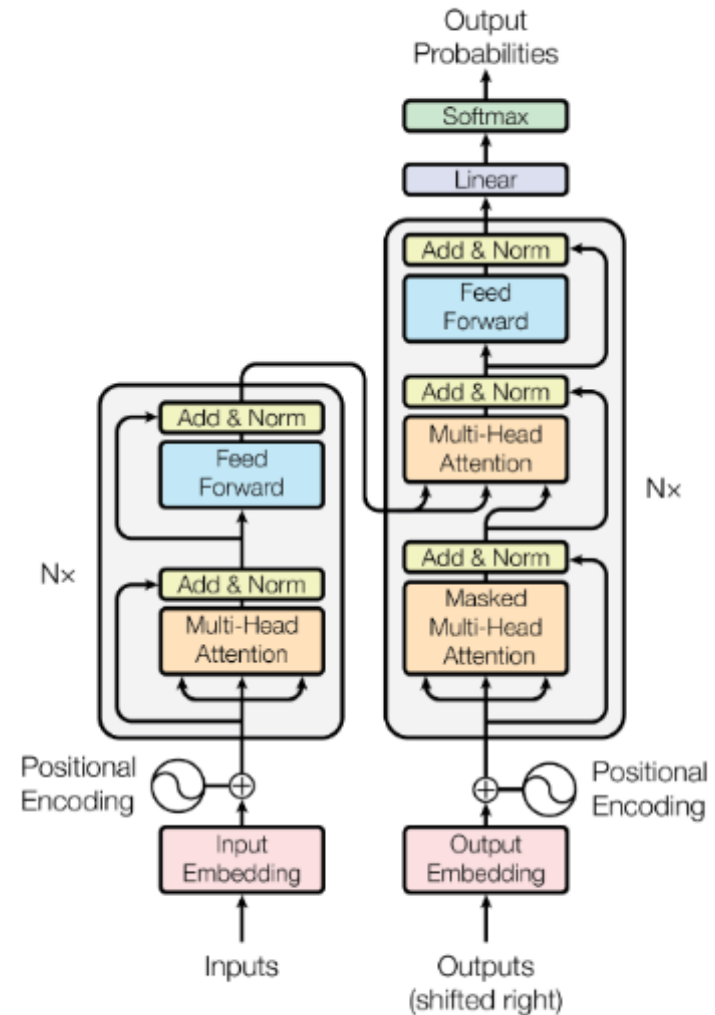 Output
Probabilities
Softmax
Linear
Add & Norm
Feed
Forward
Add & Norm
Multi-Head
Attention
Nx
Add & Norm
Masked
Multi-Head
Attention
Add & Norm
Feed
Forward
Nx
Add & Norm
Multi-Head
Attention
Positional
Encoding
Positional
Encoding
Input
Embedding
Output
Embedding
Inputs
Outputs
(shifted right)